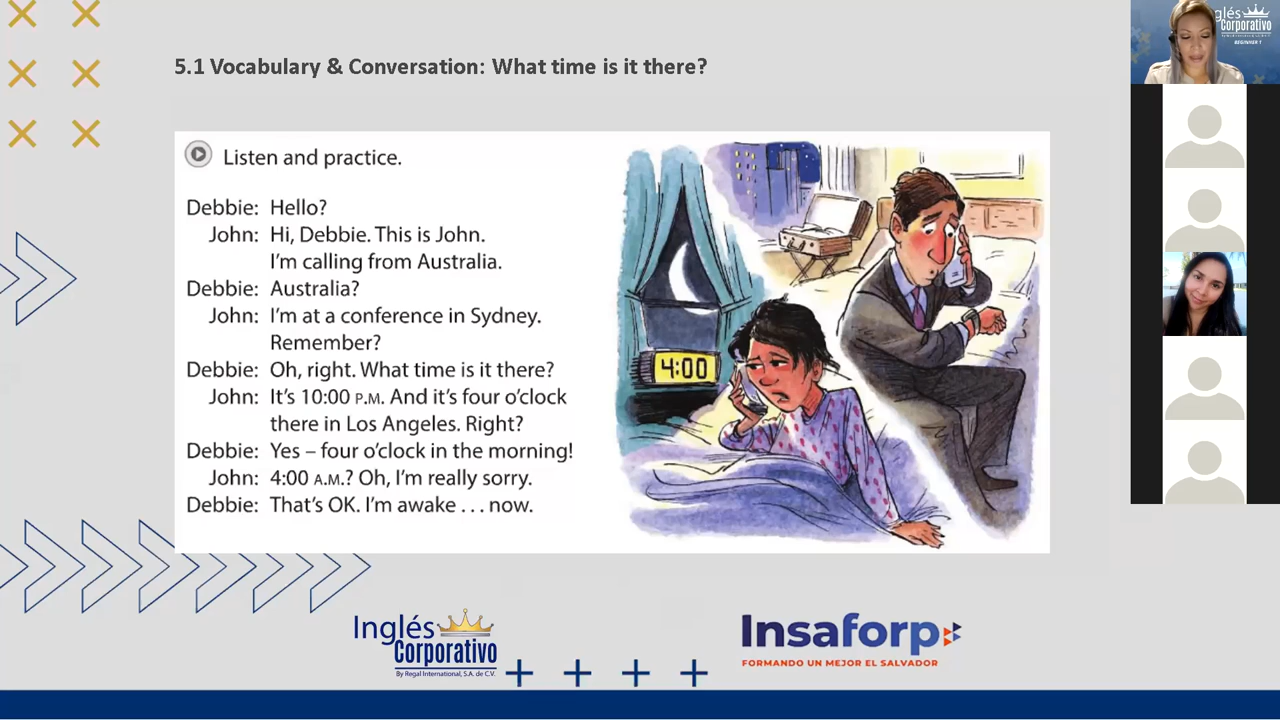 5.1 Vocabulary & Conversation: What time is it there?
Listen and practice.
Debbie: Hello?
John: Hi, Debbie. This is John.
I'm calling from Australia.
Debbie: Australia?
John: I'm at a conference in Sydney.
Remember?
Debbie: Oh, right. What time is it there?
John: It's 10:00 P.M. And it's four o'clock
there in Los Angeles. Right?
Debbie: Yes – four o'clock in the morning!
John: 4:00 A.M.? Oh, I'm really sorry.
Debbie: That's OK. I'm awake . . . now.
4:00
Inglés
Corporativo
By Regal International, S.A. de C.V.
Insaforp
FORMANDO UN MEJOR EL SALVADOR
glés
Corporativo
BEGINNER 1